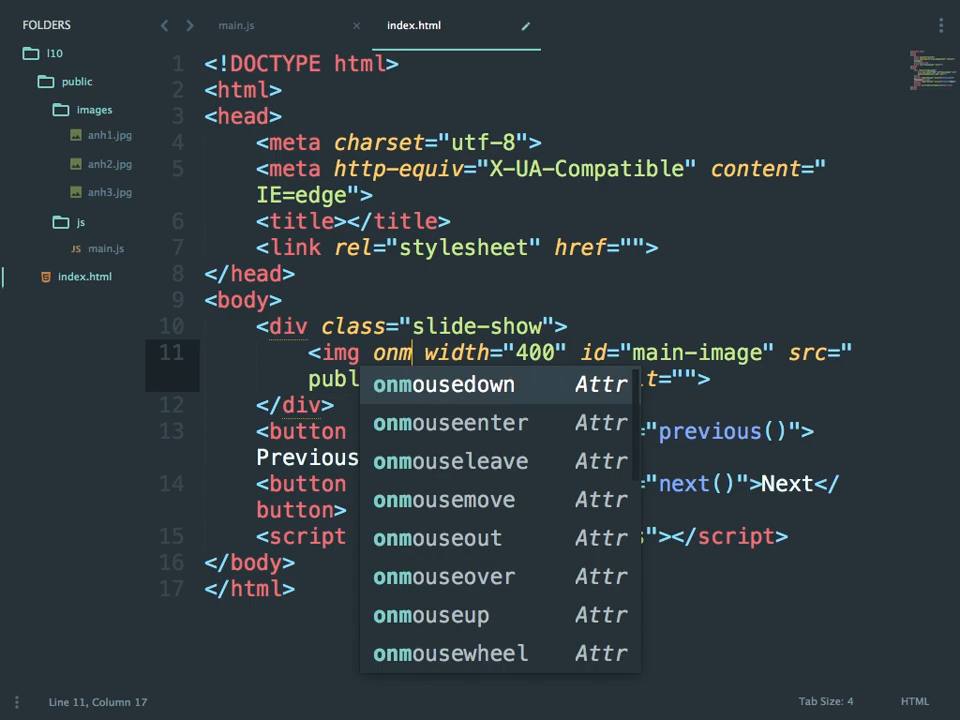 FOLDERS
l10
public
images
anh1.jpg
anh2.jpg
anh3.jpg
js
JS main.js
index.html
main.js ×
index.html
1 <!DOCTYPE html>
2 <html>
3 <head>
4 <meta charset="utf-8">
5 <meta http-equiv="X-UA-Compatible" content="
IE=edge">
6 <title></title>
7 <link rel="stylesheet" href="">
8 </head>
9 <body>
10 <div class="slide-show">
11 <img onm width="400" id="main-image" src="
publ t="">
12 </div>
13 <button ="previous()">
Previous
14 <button ="next()">Next</
button>
15 <script s"></script>
16 </body>
17 </html>
onmousedown Attr
onmouseenter Attr
onmouseleave Attr
onmousemove Attr
onmouseout Attr
onmouseover Attr
onmouseup Attr
onmousewheel Attr
Line 11, Column 17
Tab Size: 4
HTML